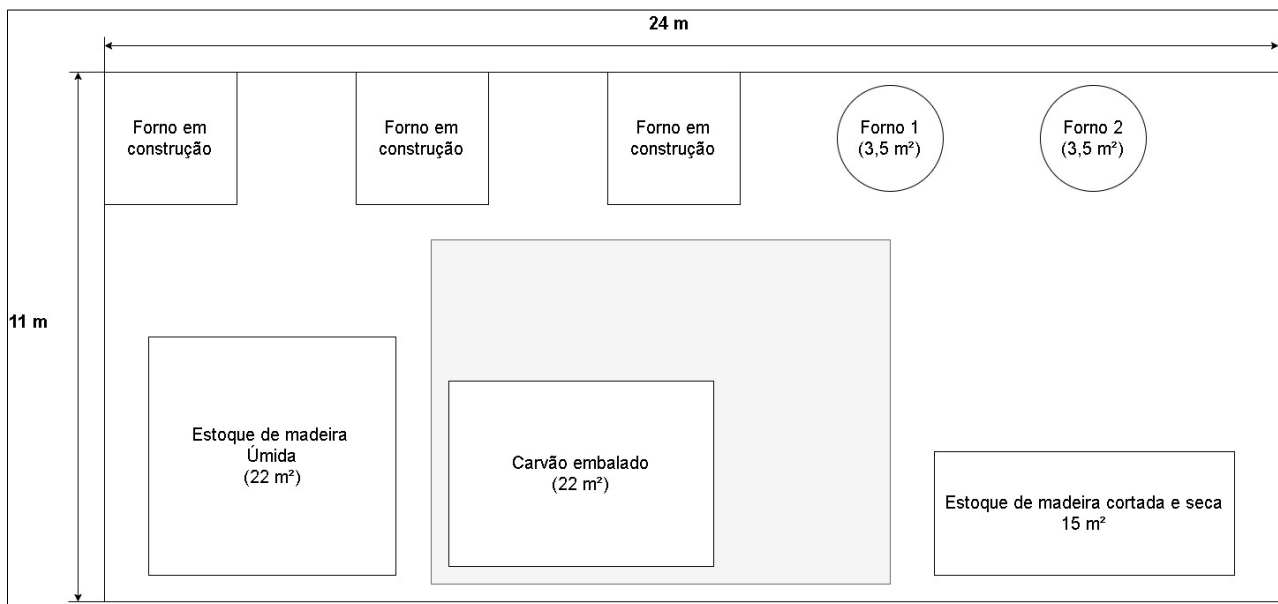 24 m
Forno em
construção
Forno em
construção
Forno em
construção
Forno 1
(3,5 m²)
Forno 2
(3,5 m²)
11 m
Estoque de madeira
Úmida
(22 m²)
Carvão embalado
(22 m²)
Estoque de madeira cortada e seca
15 m²